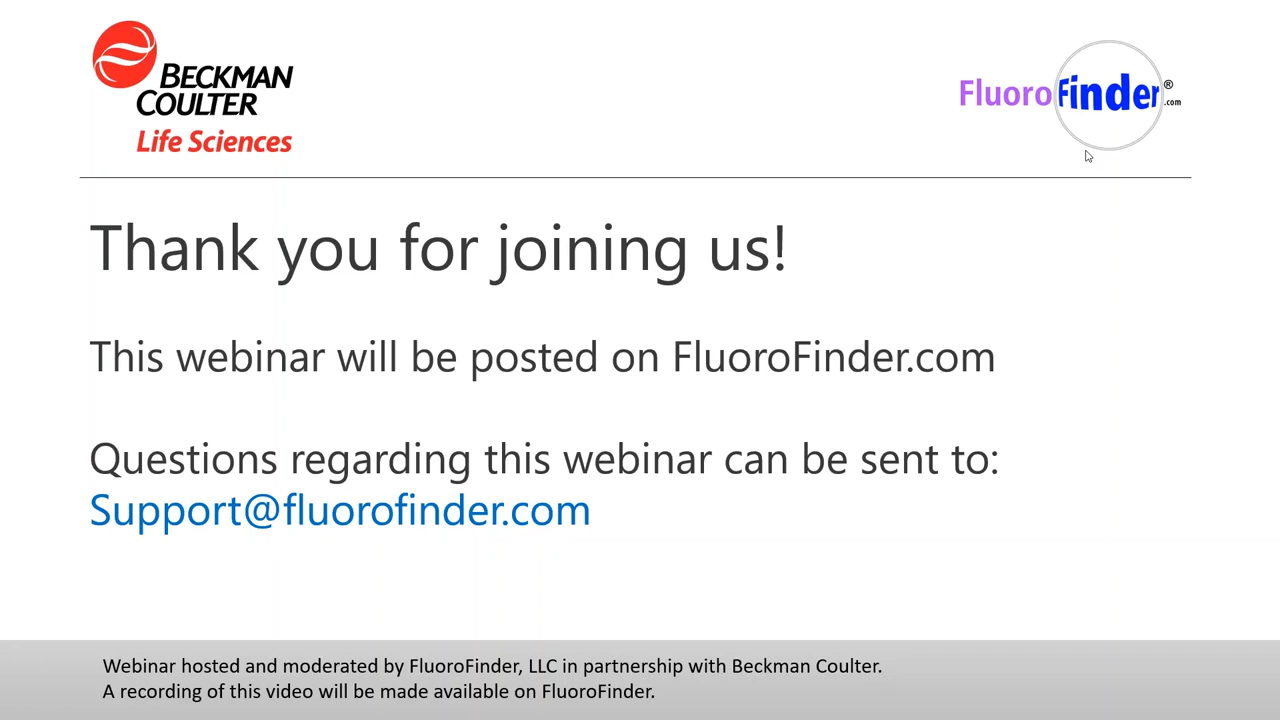 BECKMAN
COULTER
Life Sciences
FluoroFinder®
.com
Thank you for joining us!
This webinar will be posted on FluoroFinder.com
Questions regarding this webinar can be sent to:
Support@fluorofinder.com
Webinar hosted and moderated by FluoroFinder, LLC in partnership with Beckman Coulter.
A recording of this video will be made available on FluoroFinder.